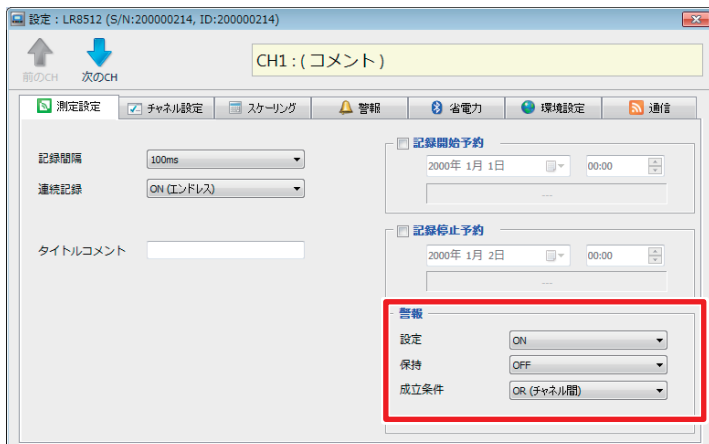 設定：LR8512 (S/N:200000214, ID:200000214)
前のCH 次のCH
CH1 : ( コメント )
測定設定 チャネル設定 スケーリング 警報 省電力 環境設定 通信
記録間隔 100ms
連続記録 ON (エンドレス)
タイトルコメント
記録開始予約
2000年 1月 1日 00:00
---
記録停止予約
2000年 1月 2日 00:00
---
警報
設定 ON
保持 OFF
成立条件 OR (チャネル間)